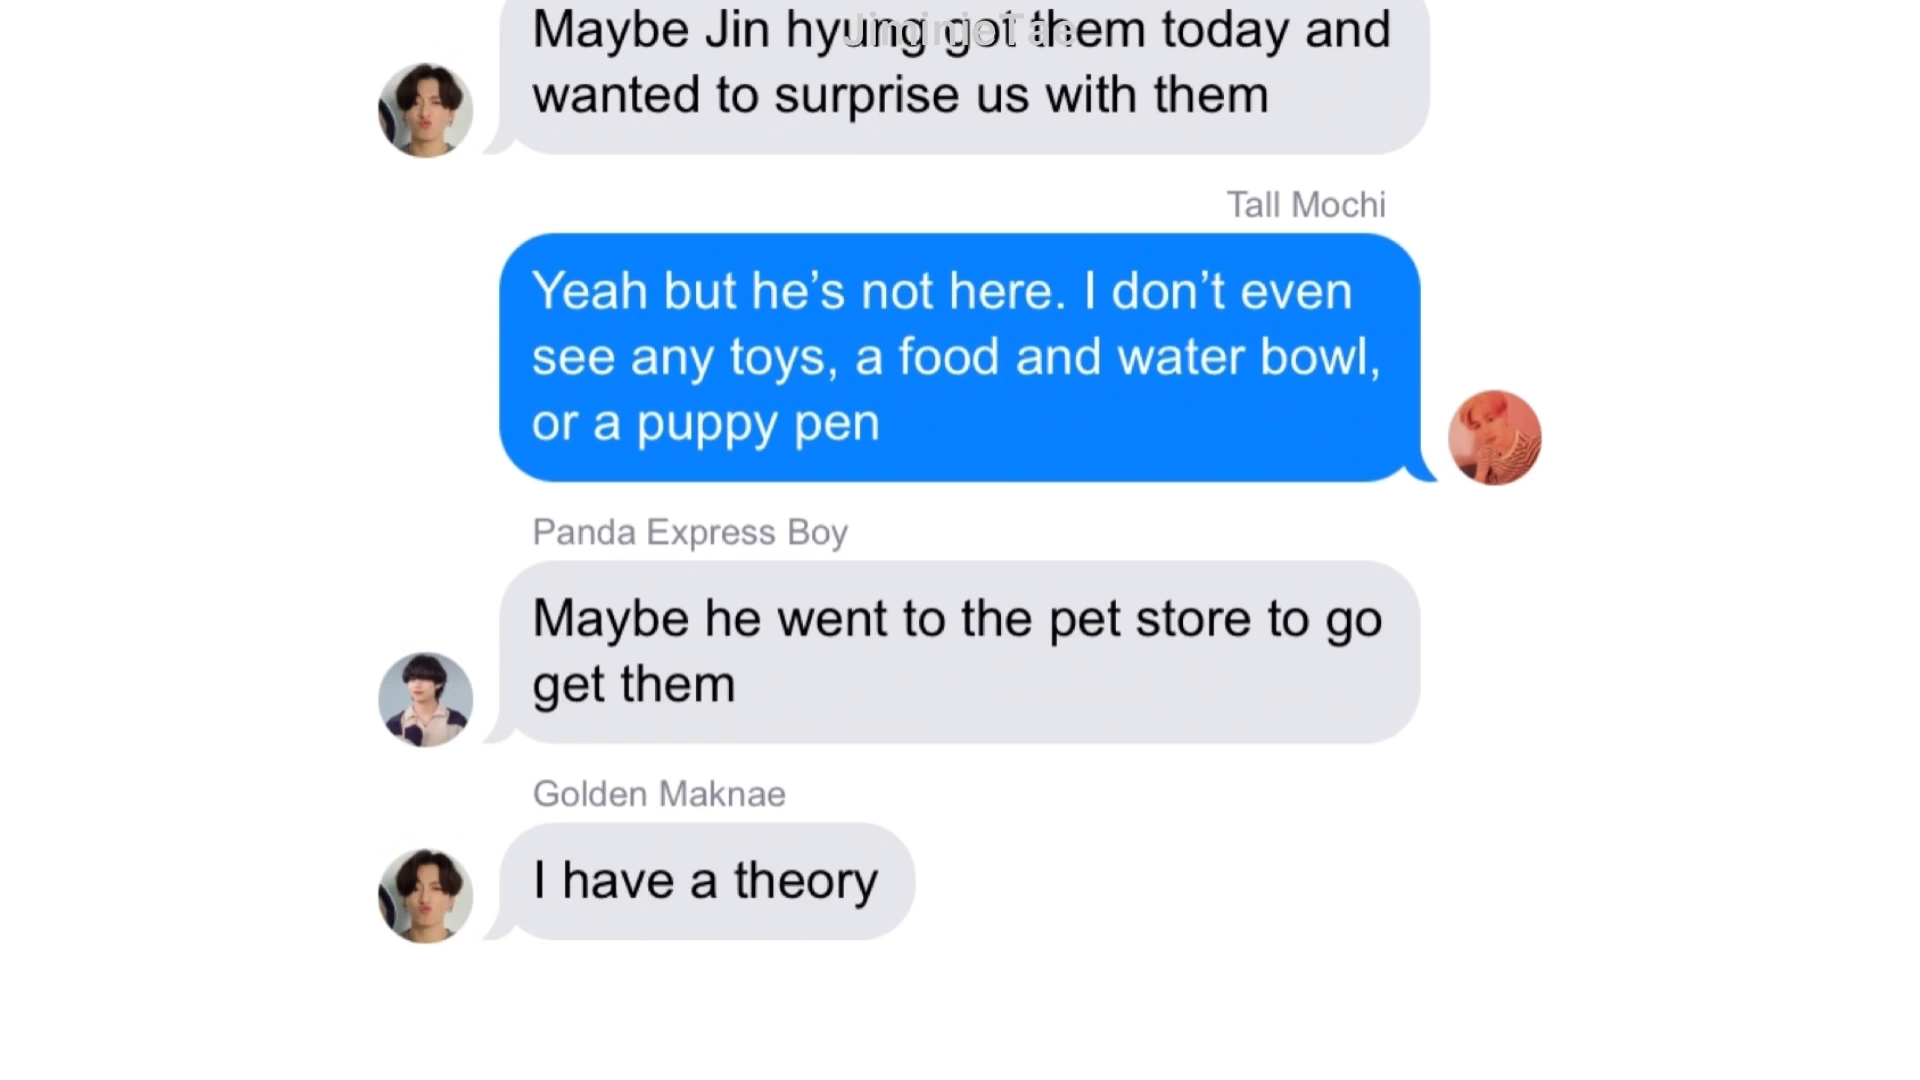 Maybe Jin hyung got them today and
JiminieTae
wanted to surprise us with them
Tall Mochi
Yeah but he’s not here. I don’t even
see any toys, a food and water bowl,
or a puppy pen
Panda Express Boy
Maybe he went to the pet store to go
get them
Golden Maknae
I have a theory